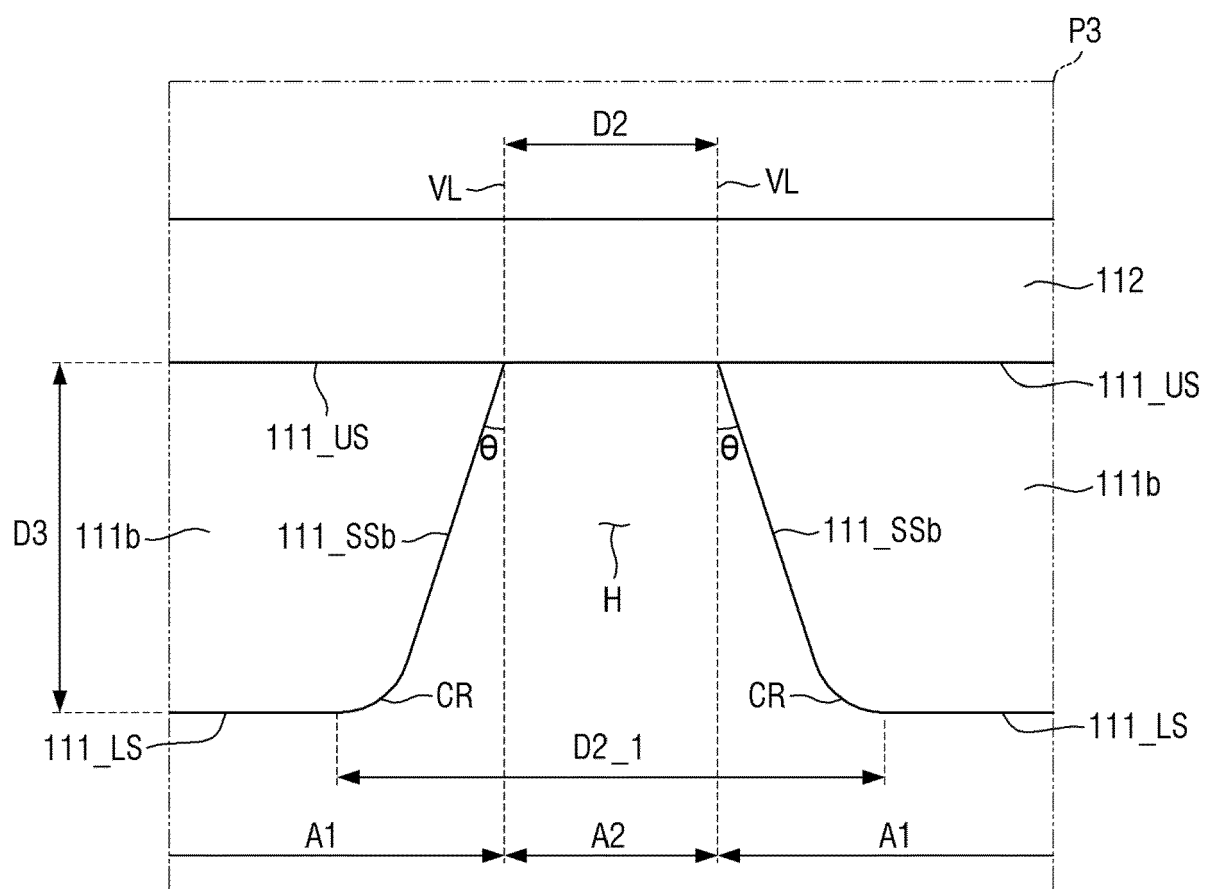 P3
D2
VL
VL
112
111_US
111_US
θ
θ
111b
D3
111b
111_SSb
111_SSb
H
CR
CR
111_LS
111_LS
D2_1
A1
A2
A1